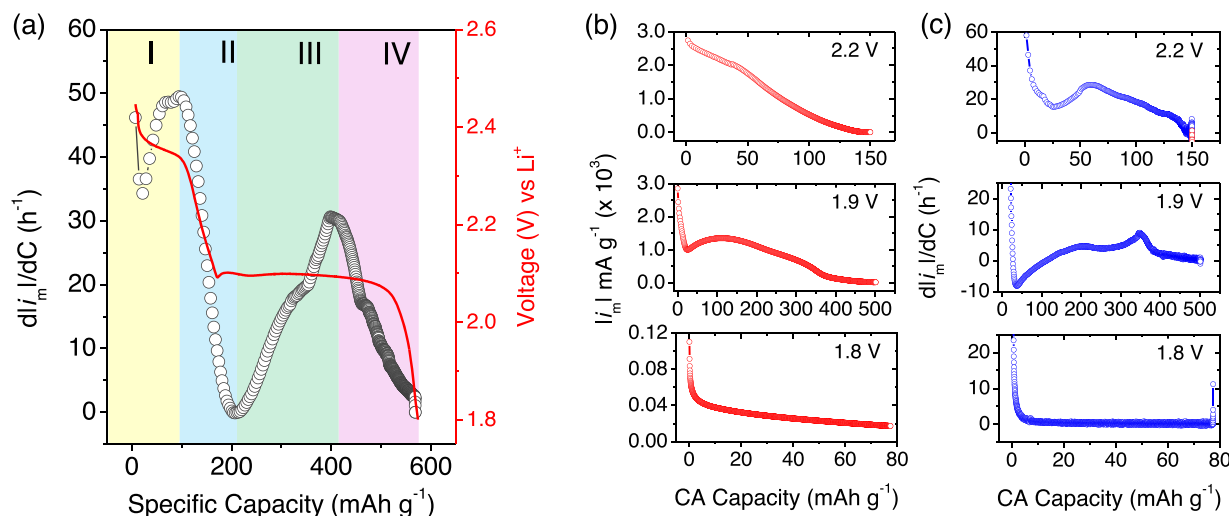 (a)
I II III IV
60
50
40
30
20
10
0
d|i_m|/dC (h⁻¹)
0 200 400 600
Specific Capacity (mAh g⁻¹)
2.6
2.4
2.2
2.0
1.8
Voltage (V) vs Li⁺
(b)
2.2 V
3.0
2.0
1.0
0.0
0 50 100 150
1.9 V
3.0
2.0
1.0
0.0
0 100 200 300 400 500
1.8 V
0.12
0.08
0.04
0.00
0 20 40 60 80
|i_m| mA g⁻¹ (x 10³)
CA Capacity (mAh g⁻¹)
(c)
2.2 V
60
40
20
0
0 50 100 150
1.9 V
20
10
0
-10
0 100 200 300 400 500
1.8 V
20
10
0
0 20 40 60 80
d|i_m|/dC (h⁻¹)
CA Capacity (mAh g⁻¹)